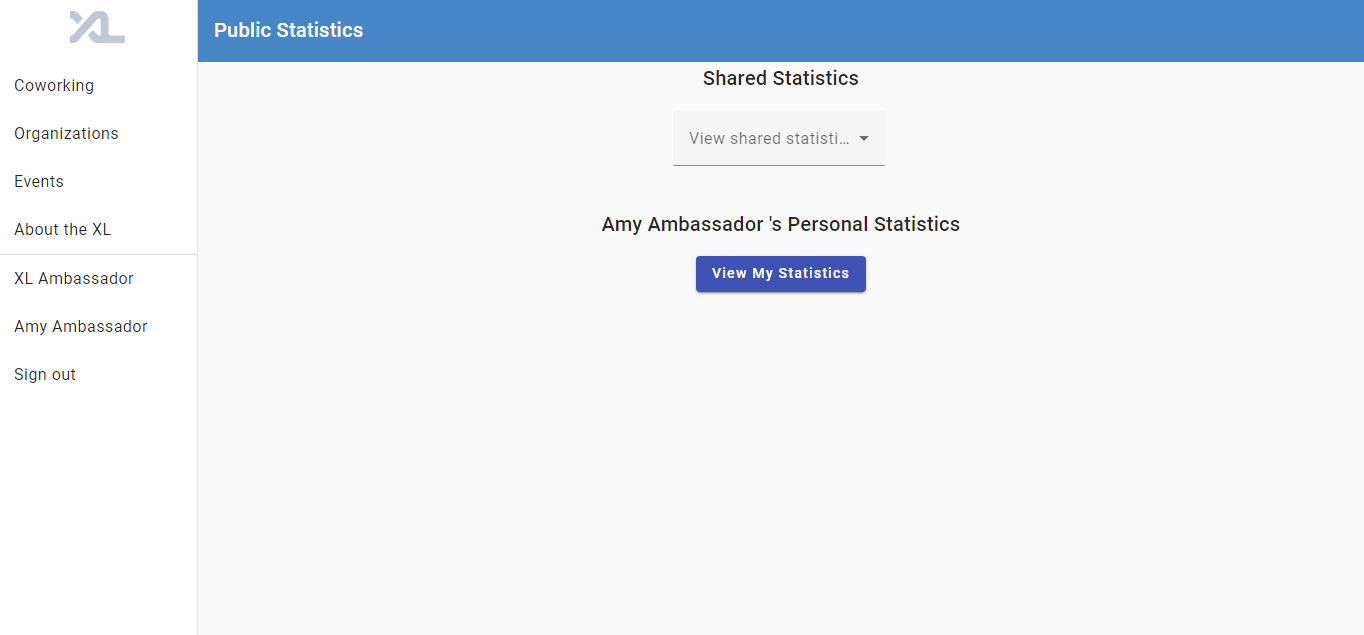 XL
Public Statistics
Coworking
Organizations
Events
About the XL
XL Ambassador
Amy Ambassador
Sign out
Shared Statistics
View shared statisti...
Amy Ambassador 's Personal Statistics
View My Statistics